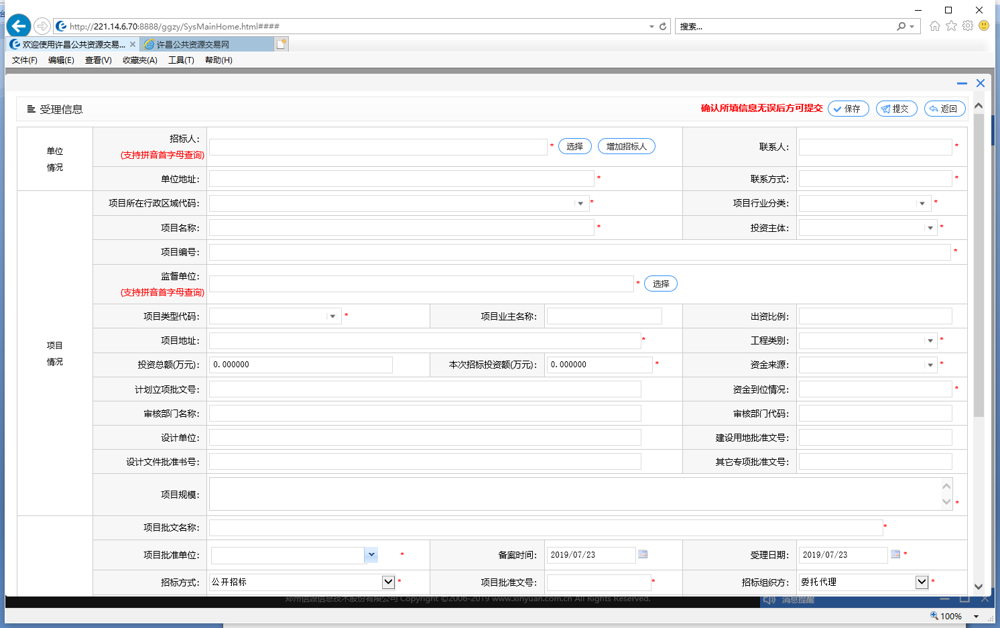 http://221.14.6.70:8888/ggzy/SysMainHome.html####
搜索...
欢迎使用许昌公共资源交易...
许昌公共资源交易网
文件(F) 编辑(E) 查看(V) 收藏夹(A) 工具(T) 帮助(H)
受理信息
确认所填信息无误后方可提交 保存 提交 返回
单位
情况
招标人:
(支持拼音首字母查询)
* 选择 增加招标人
联系人: *
单位地址: * 联系方式: *
项目
情况
项目所在行政区域代码: * 项目行业分类: *
项目名称: * 投资主体: *
项目编号: *
监督单位:
(支持拼音首字母查询)
* 选择
项目类型代码: * 项目业主名称: 出资比例:
项目地址: * 工程类别: *
投资总额(万元): 0.000000 本次招标投资额(万元): 0.000000 * 资金来源: *
计划立项批文号: 资金到位情况: *
审核部门名称: 审核部门代码:
设计单位: 建设用地批准文号:
设计文件批准书号: 其它专项批准文号:
项目规模: *
项目批文名称: *
项目批准单位: * 备案时间: 2019/07/23 受理日期: 2019/07/23 *
招标方式: 公开招标 * 项目批准文号: * 招标组织方: 委托代理 *
郑州信源信息技术股份有限公司 Copyright ©2006-2019 www.xinyuan.com.cn All Rights Reserved.
消息提醒
100%